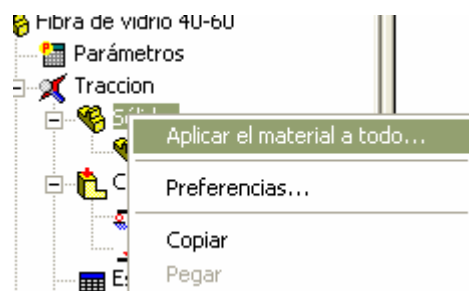 Fibra de vidrio 40-60
Parámetros
Traccion
Aplicar el material a todo...
Preferencias...
Copiar
Pegar